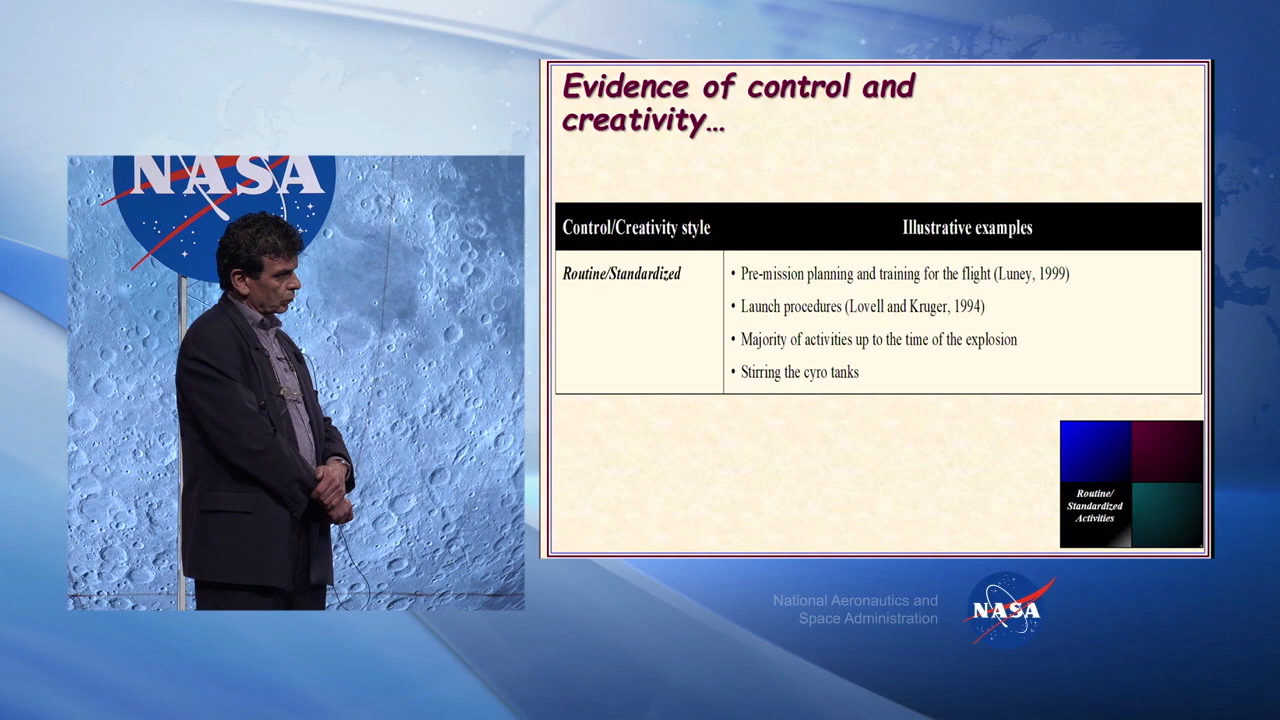 NASA
Evidence of control and
creativity...
Control/Creativity style
Illustrative examples
Routine/Standardized
• Pre-mission planning and training for the flight (Luney, 1999)
• Launch procedures (Lovell and Kruger, 1994)
• Majority of activities up to the time of the explosion
• Stirring the cyro tanks
Routine/
Standardized
Activities
National Aeronautics and
Space Administration
NASA